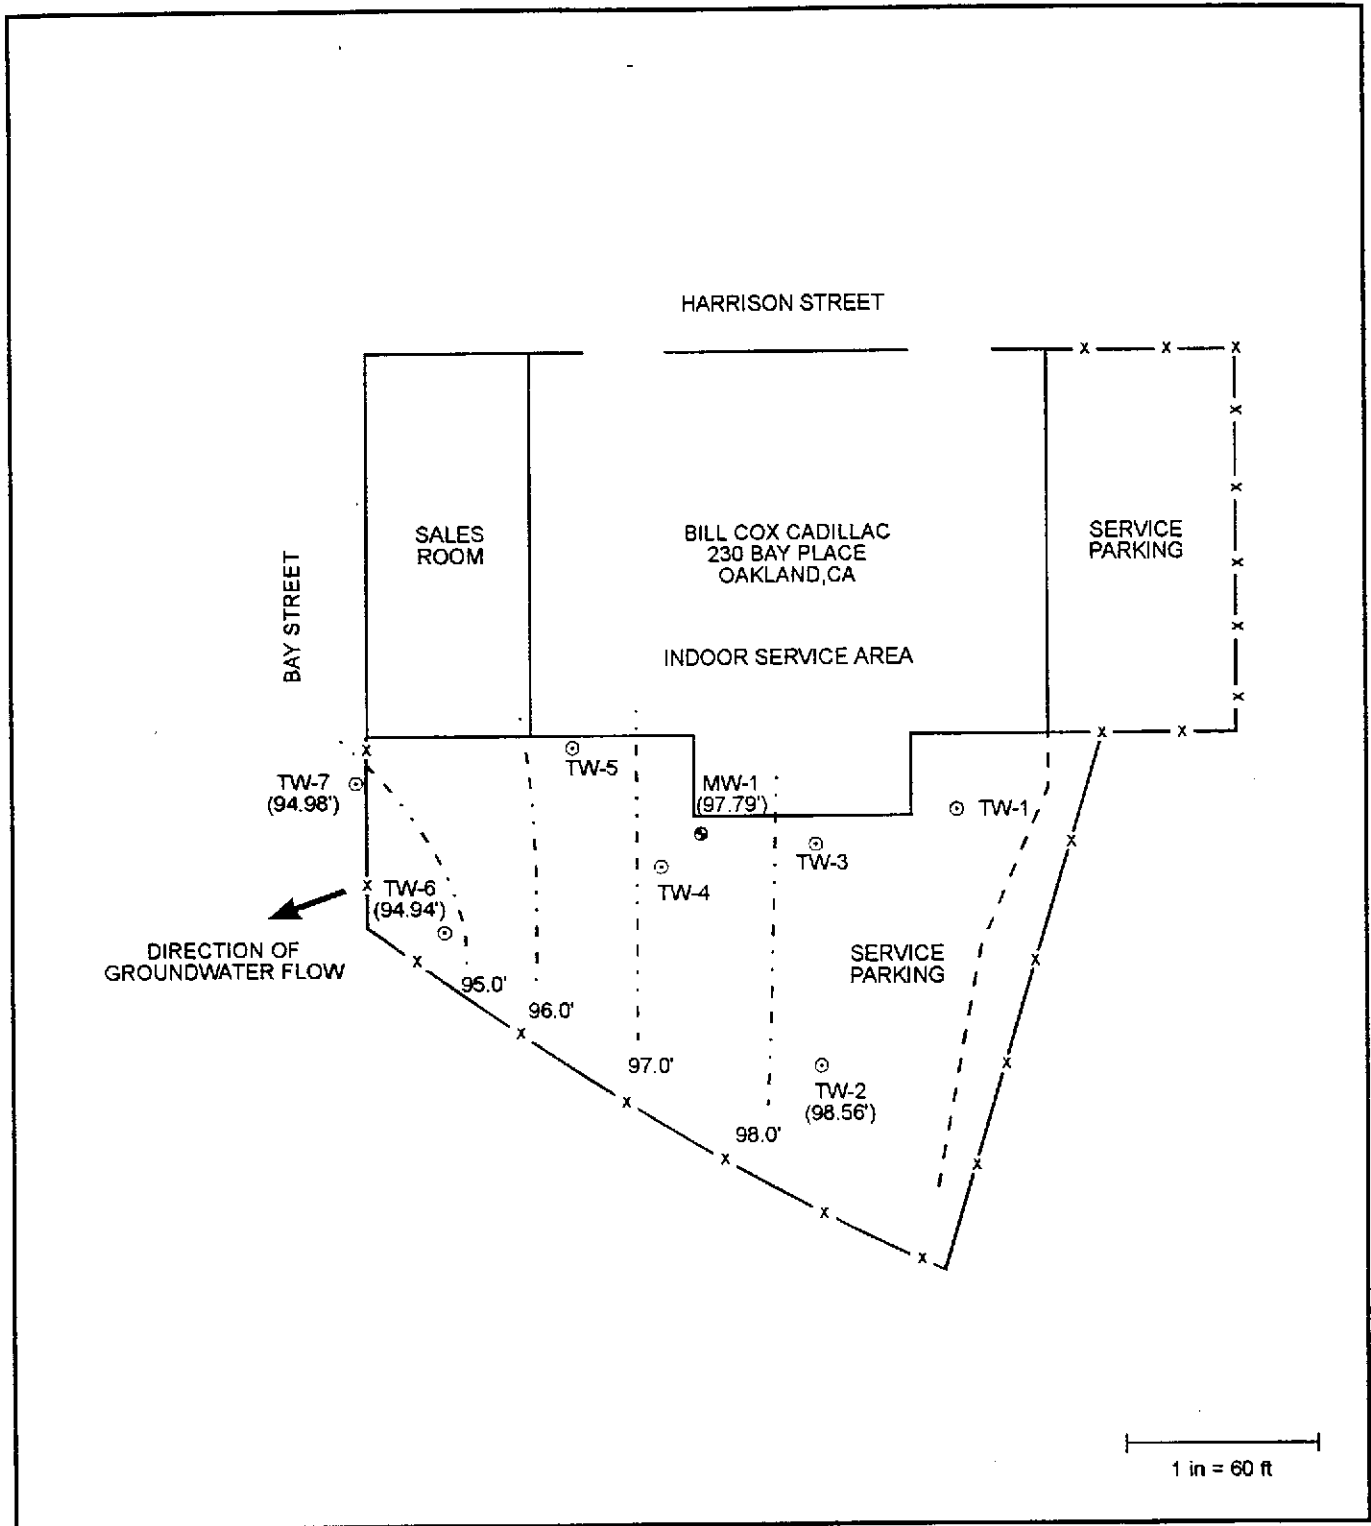 HARRISON STREET
SALES
ROOM
BILL COX CADILLAC
230 BAY PLACE
OAKLAND,CA
SERVICE
PARKING
BAY STREET
INDOOR SERVICE AREA
TW-5
TW-7
(94.98')
MW-1
(97.79')
TW-1
TW-3
TW-4
TW-6
(94.94')
DIRECTION OF
GROUNDWATER FLOW
SERVICE
PARKING
95.0'
96.0'
97.0'
TW-2
(98.56')
98.0'
1 in = 60 ft